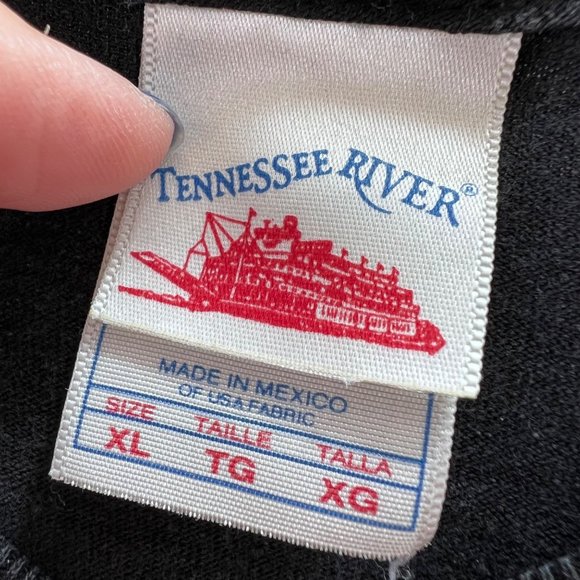 TENNESSEE RIVER®
MADE IN MEXICO
OF USA FABRIC
SIZE TAILLE TALLA
XL TG XG